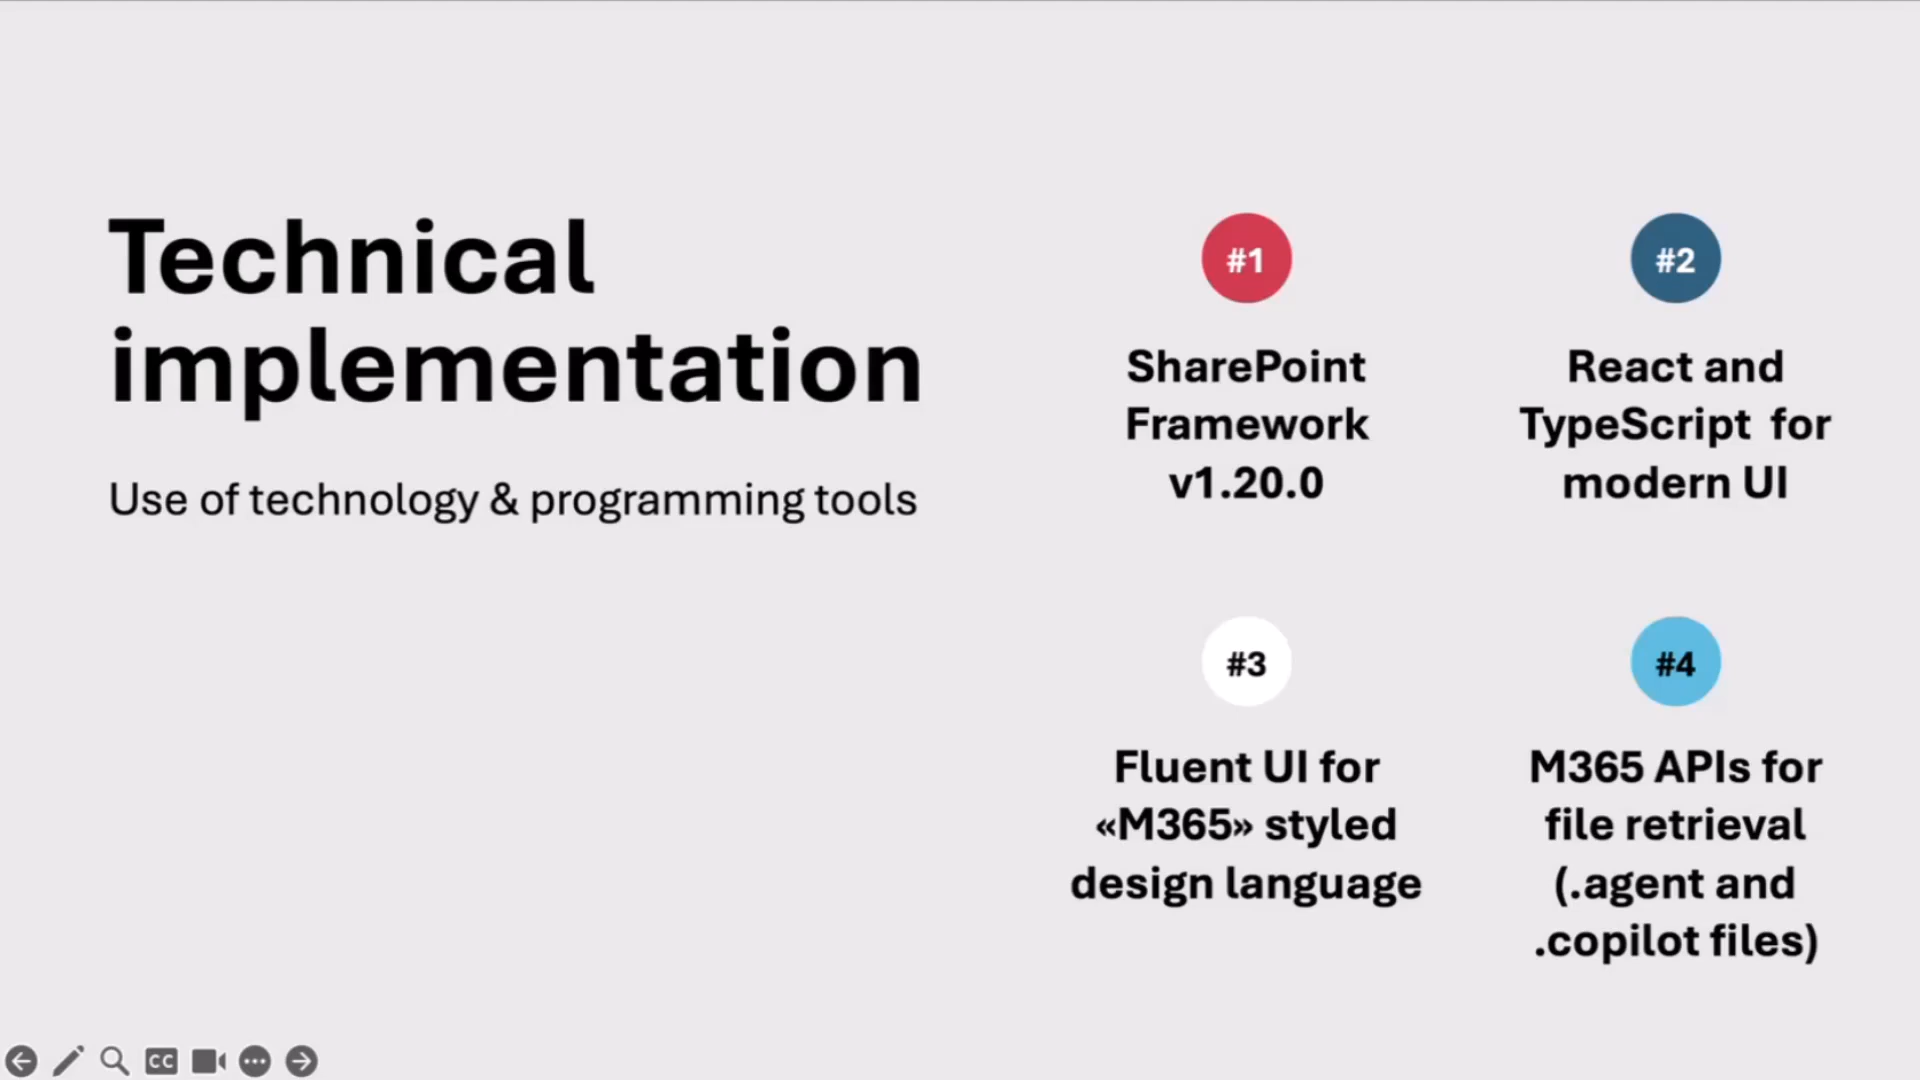 Technical
implementation
Use of technology & programming tools
#1
SharePoint
Framework
v1.20.0
#2
React and
TypeScript for
modern UI
#3
Fluent UI for
«M365» styled
design language
#4
M365 APIs for
file retrieval
(.agent and
.copilot files)
CC